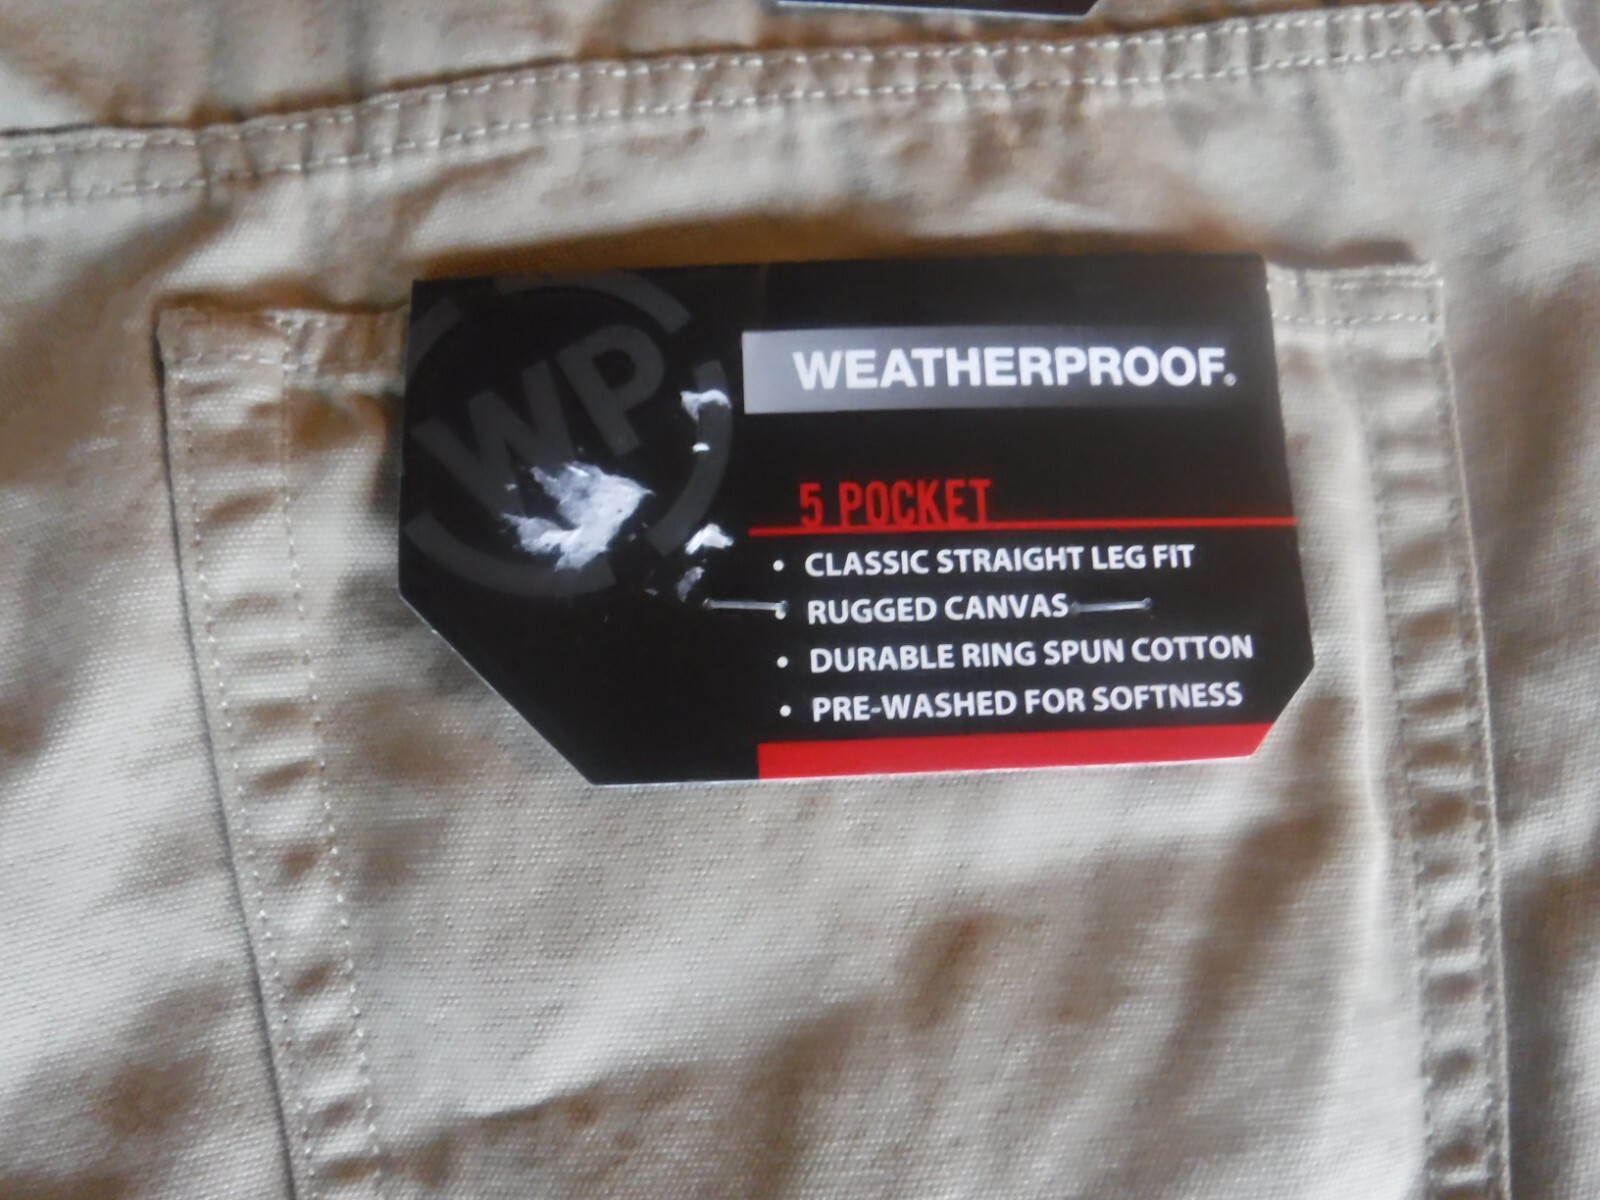 WP
WEATHERPROOF®
5 POCKET
• CLASSIC STRAIGHT LEG FIT
• RUGGED CANVAS
• DURABLE RING SPUN COTTON
• PRE-WASHED FOR SOFTNESS